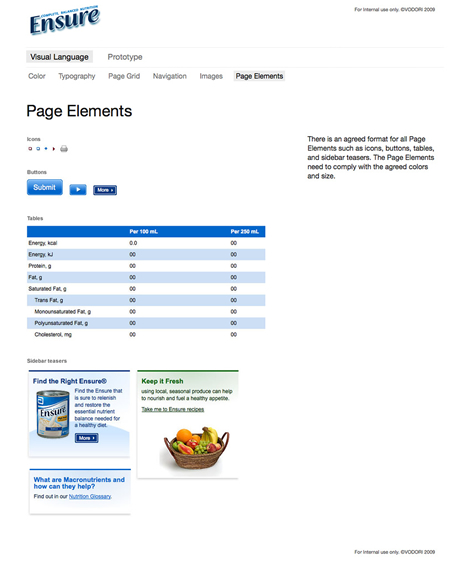 COMPLETE, BALANCED NUTRITION
Ensure
For Internal use only. ©VODORI 2009
Visual Language
Prototype
Color
Typography
Page Grid
Navigation
Images
Page Elements
Page Elements
Icons
There is an agreed format for all Page
Elements such as icons, buttons, tables,
and sidebar teasers. The Page Elements
need to comply with the agreed colors
and size.
Buttons
Submit
More
Tables
Per 100 mL Per 250 mL
Energy, kcal 0.0 00
Energy, kJ 00 00
Protein, g 00 00
Fat, g 00 00
Saturated Fat, g 00 00
Trans Fat, g 00 00
Monounsaturated Fat, g 00 00
Polyunsaturated Fat, g 00 00
Cholesterol, mg 00 00
Sidebar teasers
Find the Right Ensure®
Find the Ensure that
is sure to relenish
and restore the
essential nutrient
balance needed for
a healthy diet.
More
Ensure
Keep it Fresh
using local, seasonal produce can help
to nourish and fuel a healthy appetite.
Take me to Ensure recipes
What are Macronutrients and
how can they help?
Find out in our Nutrition Glossary.
For Internal use only. ©VODORI 2009